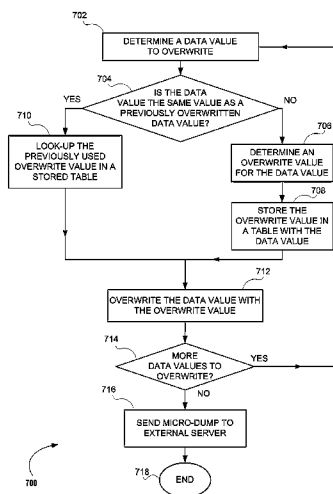 702
DETERMINE A DATA VALUE
TO OVERWRITE
704
IS THE DATA
VALUE THE SAME VALUE AS A
PREVIOUSLY OVERWRITTEN
DATA VALUE?
YES
NO
710
LOOK-UP THE
PREVIOUSLY USED
OVERWRITE VALUE IN A
STORED TABLE
706
DETERMINE AN
OVERWRITE VALUE
FOR THE DATA VALUE
708
STORE THE
OVERWRITE VALUE IN
A TABLE WITH THE
DATA VALUE
712
OVERWRITE THE DATA VALUE WITH
THE OVERWRITE VALUE
714
MORE
DATA VALUES TO
OVERWRITE?
YES
NO
716
SEND MICRO-DUMP TO
EXTERNAL SERVER
700
718
END